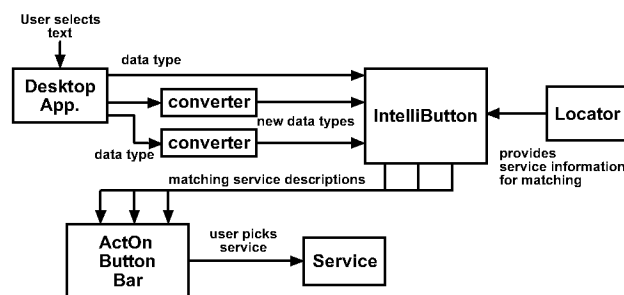 User selects
text
data type
Desktop
App.
converter
new data types
converter
data type
IntelliButton
Locator
provides
service information
for matching
matching service descriptions
ActOn
Button
Bar
user picks
service
Service